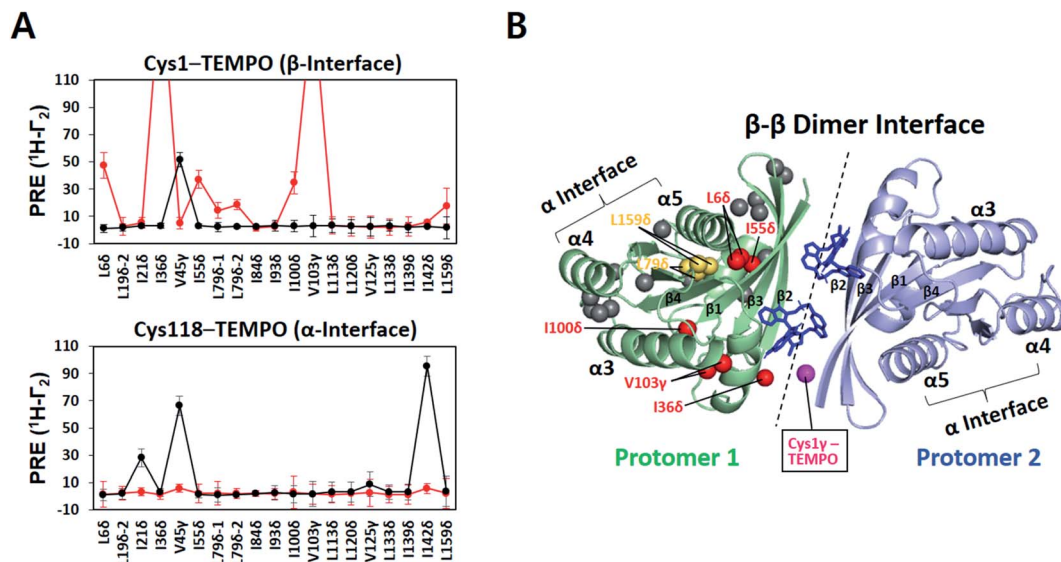 A
Cys1–TEMPO (β-Interface)
PRE (¹H-Γ₂)
110
90
70
50
30
10
-10
L6δ
L19δ-2
I21δ
I36δ
V45γ
I55δ
L79δ-1
L79δ-2
I84δ
I93δ
I100δ
V103γ
L113δ
L120δ
V125γ
L133δ
I139δ
I142δ
L159δ
Cys118–TEMPO (α-Interface)
PRE (¹H-Γ₂)
110
90
70
50
30
10
-10
L6δ
L19δ-2
I21δ
I36δ
V45γ
I55δ
L79δ-1
L79δ-2
I84δ
I93δ
I100δ
V103γ
L113δ
L120δ
V125γ
L133δ
I139δ
I142δ
L159δ
B
β-β Dimer Interface
α Interface
α5
α4
L6δ
L159δ
I55δ
L79δ
β4
β1
β3
β2
I100δ
α3
V103γ
I36δ
Protomer 1
Cys1γ –
TEMPO
α3
β2
β3
β1
β4
α4
α5
α Interface
Protomer 2